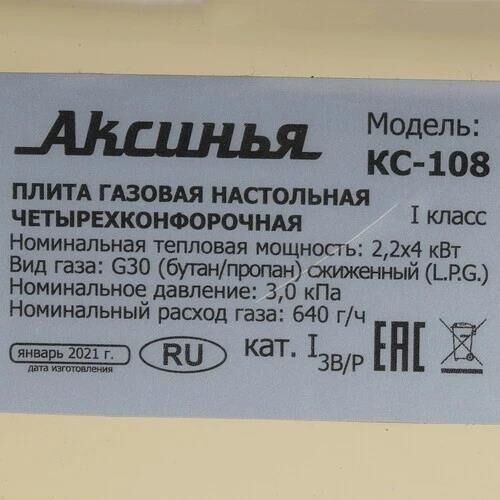 Аксинья
Модель:
КС-108
ПЛИТА ГАЗОВАЯ НАСТОЛЬНАЯ
ЧЕТЫРЕХКОНФОРОЧНАЯ
I класс
Номинальная тепловая мощность: 2,2х4 кВт
Вид газа: G30 (бутан/пропан) сжиженный (L.P.G.)
Номинальное давление: 3,0 кПа
Номинальный расход газа: 640 г/ч
январь 2021 г.
дата изготовления
RU
кат. I3B/P
EAC